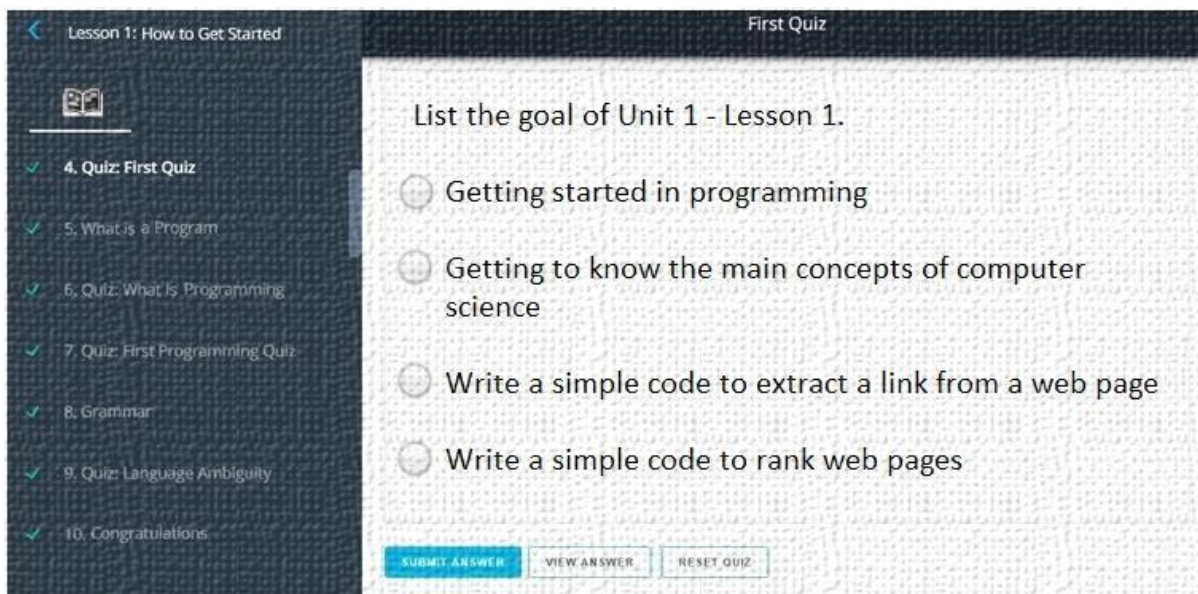 Lesson 1: How to Get Started
4. Quiz: First Quiz
5. What is a Program
6. Quiz: What is Programming
7. Quiz: First Programming Quiz
8. Grammar
9. Quiz: Language Ambiguity
10. Congratulations
First Quiz
List the goal of Unit 1 - Lesson 1.
Getting started in programming
Getting to know the main concepts of computer
science
Write a simple code to extract a link from a web page
Write a simple code to rank web pages
SUBMIT ANSWER
VIEW ANSWER
RESET QUIZ